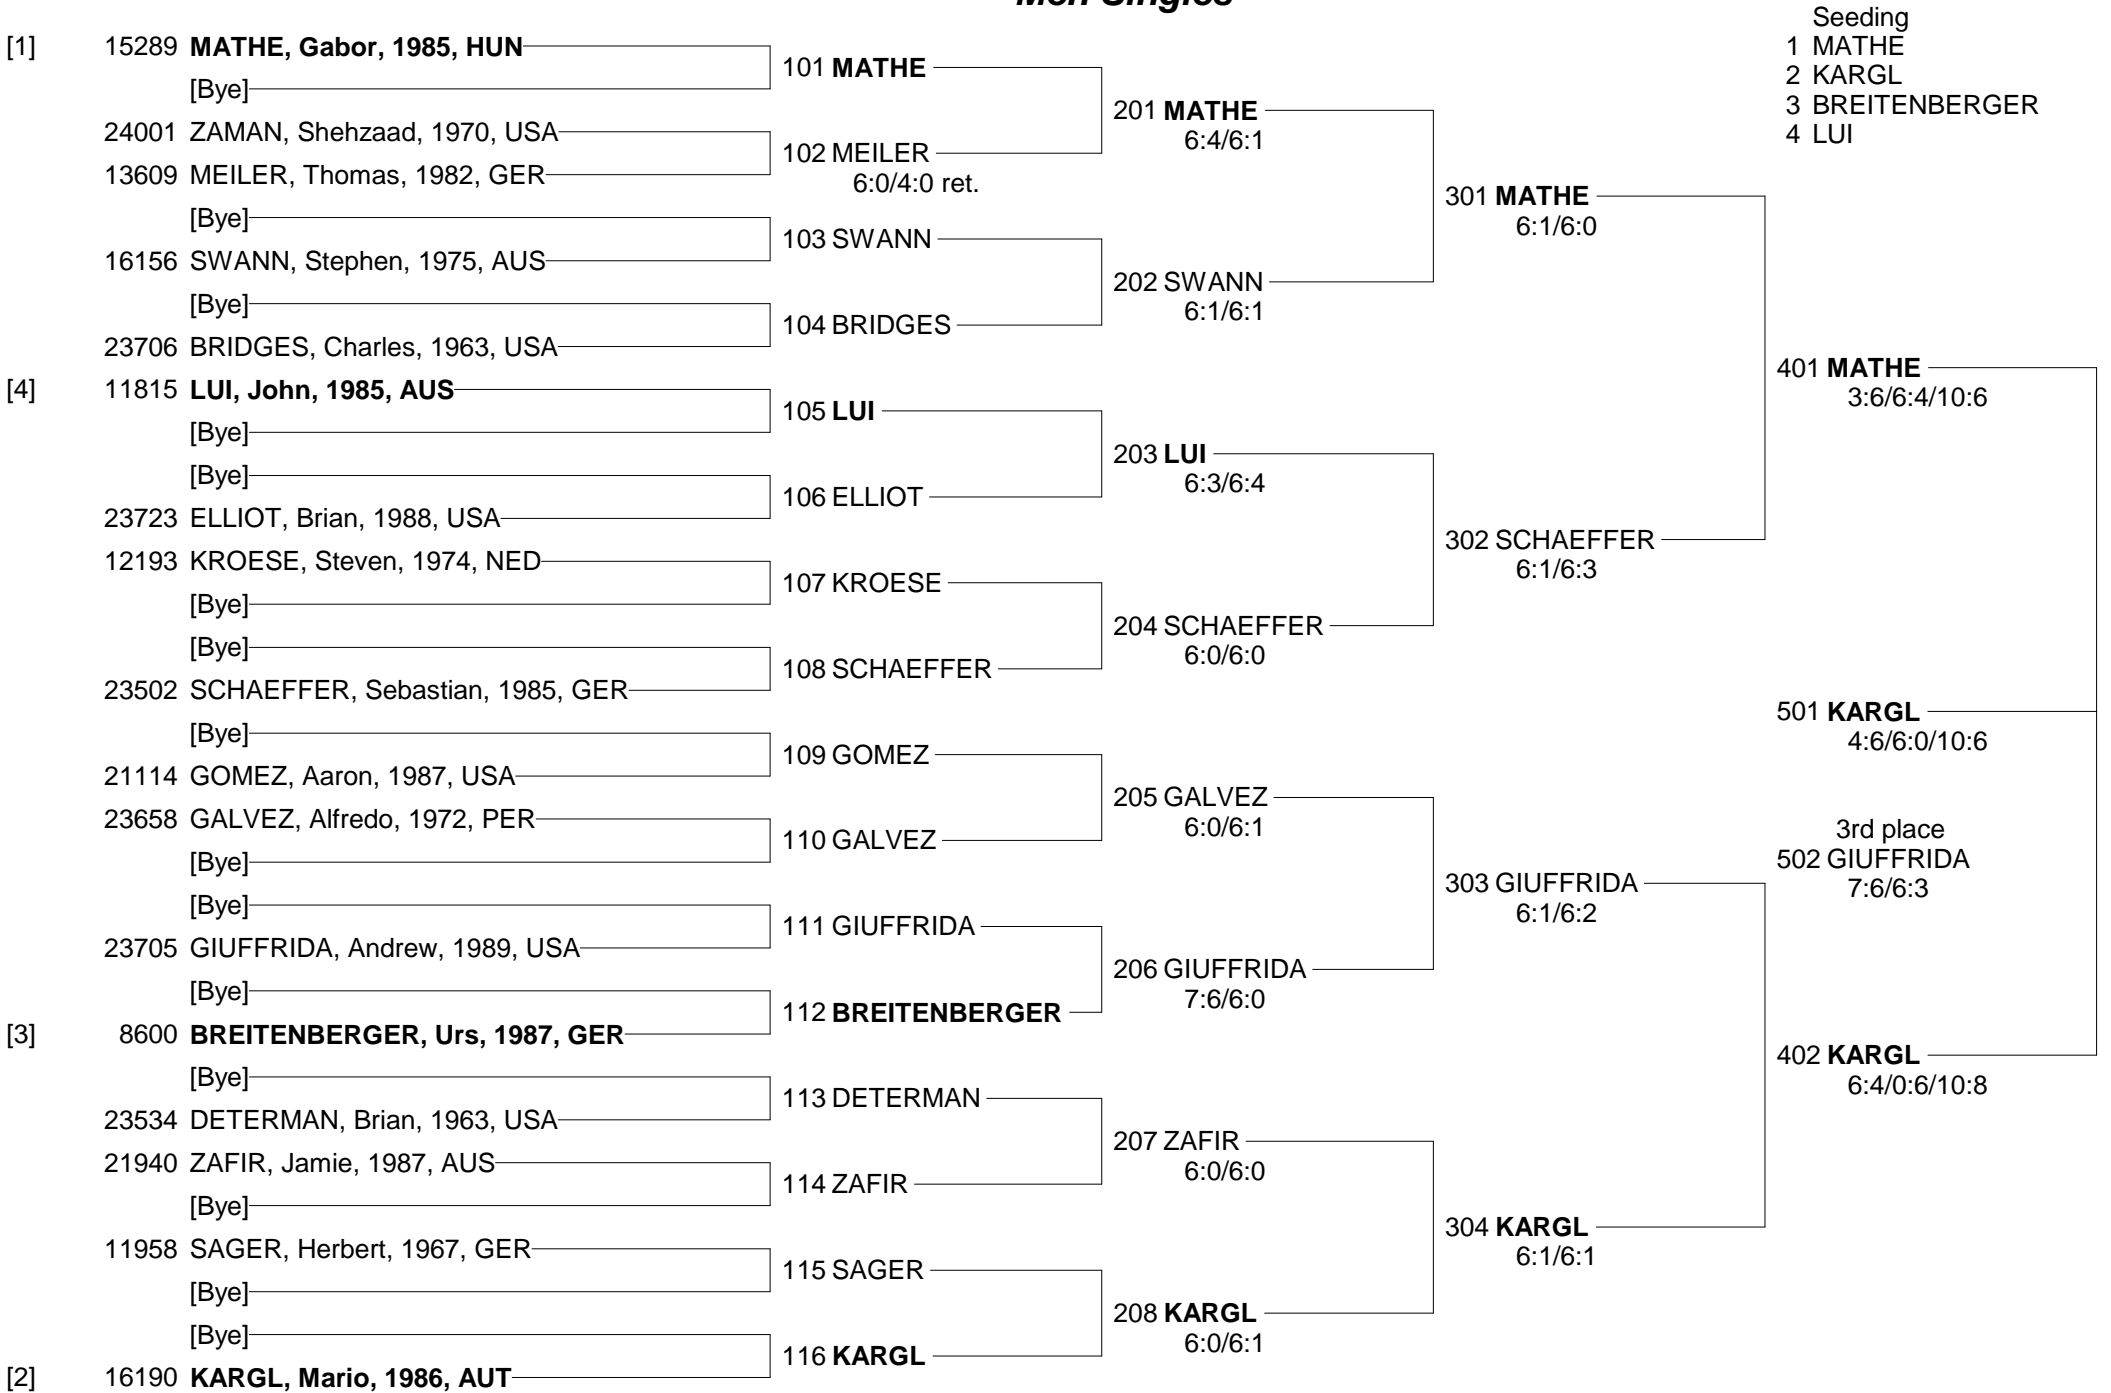 Men Singles
Seeding
1 MATHE
2 KARGL
3 BREITENBERGER
4 LUI
[1] 15289 MATHE, Gabor, 1985, HUN
[Bye]
24001 ZAMAN, Shehzaad, 1970, USA
13609 MEILER, Thomas, 1982, GER
[Bye]
16156 SWANN, Stephen, 1975, AUS
[Bye]
23706 BRIDGES, Charles, 1963, USA
[4] 11815 LUI, John, 1985, AUS
[Bye]
[Bye]
23723 ELLIOT, Brian, 1988, USA
12193 KROESE, Steven, 1974, NED
[Bye]
[Bye]
23502 SCHAEFFER, Sebastian, 1985, GER
[Bye]
21114 GOMEZ, Aaron, 1987, USA
23658 GALVEZ, Alfredo, 1972, PER
[Bye]
[Bye]
23705 GIUFFRIDA, Andrew, 1989, USA
[Bye]
[3] 8600 BREITENBERGER, Urs, 1987, GER
[Bye]
23534 DETERMAN, Brian, 1963, USA
21940 ZAFIR, Jamie, 1987, AUS
[Bye]
11958 SAGER, Herbert, 1967, GER
[Bye]
[Bye]
[2] 16190 KARGL, Mario, 1986, AUT
101 MATHE
102 MEILER
6:0/4:0 ret.
103 SWANN
104 BRIDGES
105 LUI
106 ELLIOT
107 KROESE
108 SCHAEFFER
109 GOMEZ
110 GALVEZ
111 GIUFFRIDA
112 BREITENBERGER
113 DETERMAN
114 ZAFIR
115 SAGER
116 KARGL
201 MATHE
6:4/6:1
202 SWANN
6:1/6:1
203 LUI
6:3/6:4
204 SCHAEFFER
6:0/6:0
205 GALVEZ
6:0/6:1
206 GIUFFRIDA
7:6/6:0
207 ZAFIR
6:0/6:0
208 KARGL
6:0/6:1
301 MATHE
6:1/6:0
302 SCHAEFFER
6:1/6:3
303 GIUFFRIDA
6:1/6:2
304 KARGL
6:1/6:1
401 MATHE
3:6/6:4/10:6
501 KARGL
4:6/6:0/10:6
3rd place
502 GIUFFRIDA
7:6/6:3
402 KARGL
6:4/0:6/10:8